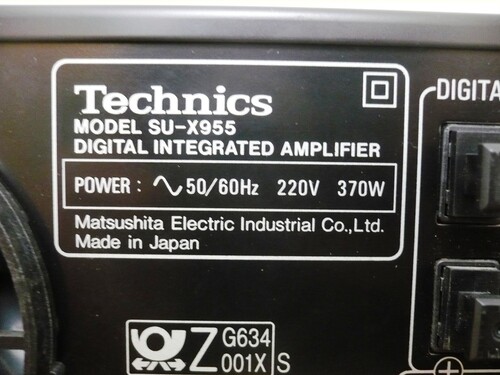 Technics
MODEL SU-X955
DIGITAL INTEGRATED AMPLIFIER
POWER: ∿ 50/60Hz 220V 370W
Matsushita Electric Industrial Co.,Ltd.
Made in Japan
DIGITA
Z G634
001X S